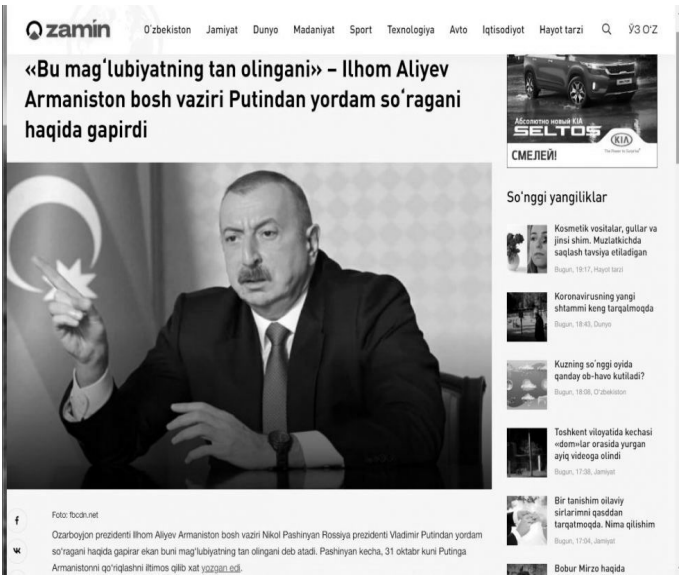 zamin
O'zbekiston Jamiyat Dunyo Madaniyat Sport Texnologiya Avto Iqtisodiyot Hayot tarzi ЎЗ O'Z
«Bu magʻlubiyatning tan olingani» – Ilhom Aliyev
Armaniston bosh vaziri Putindan yordam soʻragani
haqida gapirdi
Foto: fbcdn.net
Ozarboyjon prezidenti Ilhom Aliyev Armaniston bosh vaziri Nikol Pashinyan Rossiya prezidenti Vladimir Putindan yordam
so'ragani haqida gapirar ekan buni mag'lubiyatning tan olingani deb atadi. Pashinyan kecha, 31 oktabr kuni Putinga
Armanistonni qo'riqlashni iltimos qilib xat yozgan edi.
Абсолютно новый KIA
SELTOS
KIA
The Power to Surprise
СМЕЛЕЙ!
So'nggi yangiliklar
Kosmetik vositalar, gullar va
jinsi shim. Muzlatkichda
saqlash tavsiya etiladigan
Bugun, 19:17, Hayot tarzi
Koronavirusning yangi
shtammi keng tarqalmoqda
Bugun, 18:43, Dunyo
Kuzning so'nggi oyida
qanday ob-havo kutiladi?
Bugun, 18:08, O'zbekiston
Toshkent viloyatida kechasi
«dom»lar orasida yurgan
ayiq videoga olindi
Bugun, 17:38, Jamiyat
Bir tanishim oilaviy
sirlarimni qasddan
tarqatmoqda. Nima qilishim
Bugun, 17:04, Jamiyat
Bobur Mirzo haqida